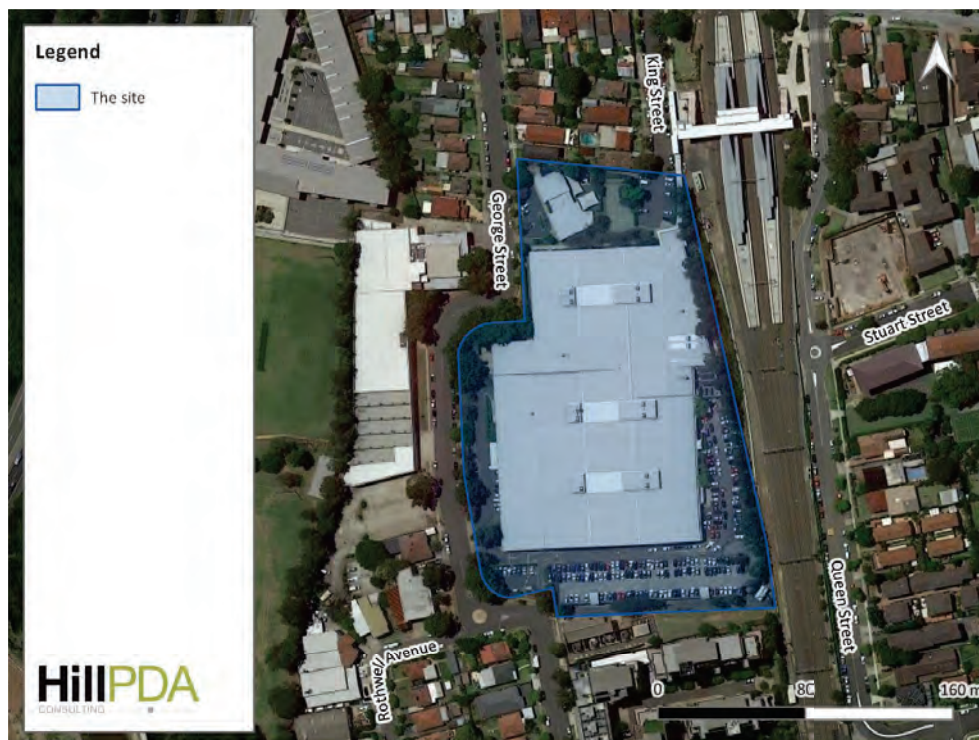 Legend
The site
King Street
George Street
Stuart Street
Queen Street
Rothwell Avenue
HillPDA
CONSULTING
0
80
160 m